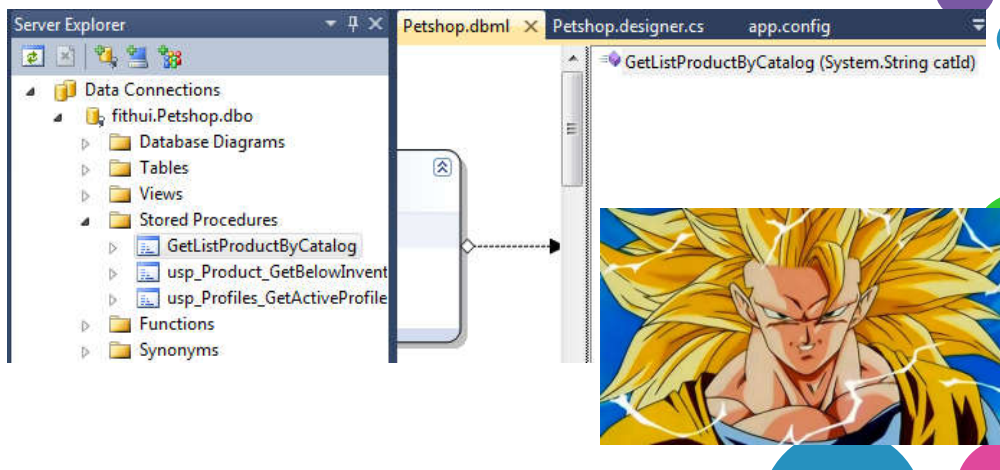 Server Explorer
Data Connections
fithui.Petshop.dbo
Database Diagrams
Tables
Views
Stored Procedures
GetListProductByCatalog
usp_Product_GetBelowInvent
usp_Profiles_GetActiveProfile
Functions
Synonyms
Petshop.dbml Petshop.designer.cs app.config
GetListProductByCatalog (System.String catId)